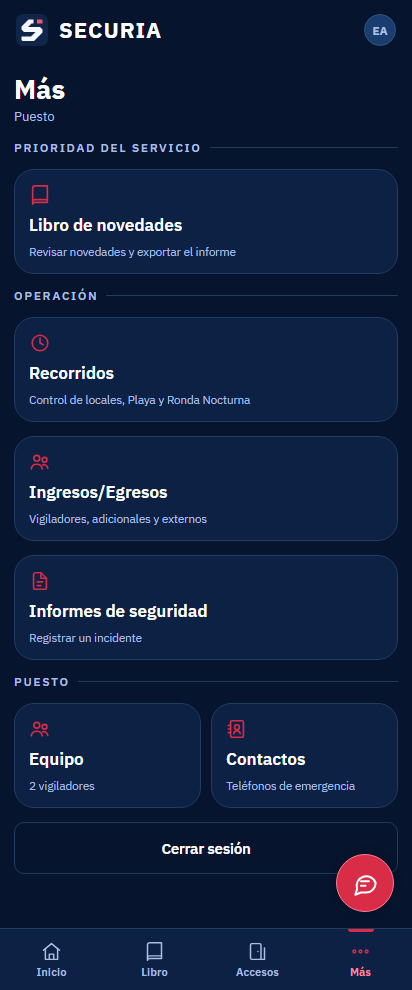 SECURIA
EA
Más
Puesto
PRIORIDAD DEL SERVICIO
Libro de novedades
Revisar novedades y exportar el informe
OPERACIÓN
Recorridos
Control de locales, Playa y Ronda Nocturna
Ingresos/Egresos
Vigiladores, adicionales y externos
Informes de seguridad
Registrar un incidente
PUESTO
Equipo
2 vigiladores
Contactos
Teléfonos de emergencia
Cerrar sesión
Inicio
Libro
Accesos
Más